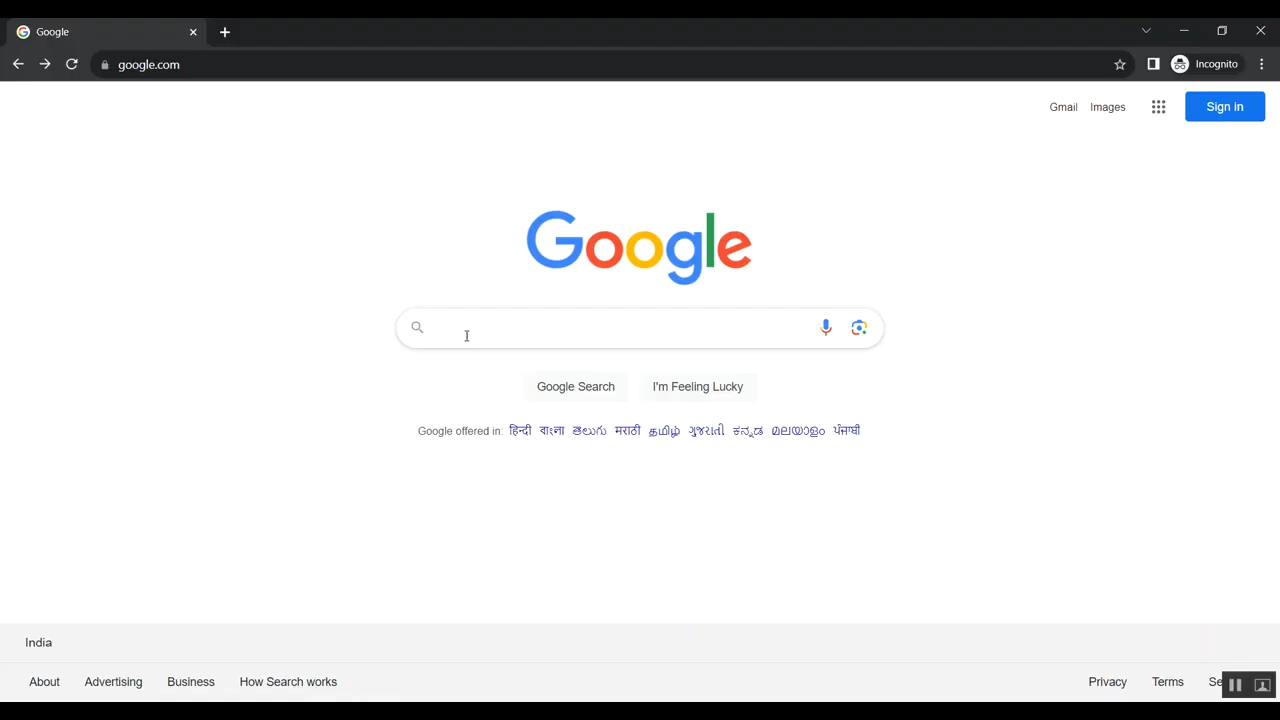 Google
google.com
Incognito
Gmail Images Sign in
Google
Google Search I'm Feeling Lucky
Google offered in: हिन्दी বাংলা తెలుగు मराठी தமிழ் ગુજરાતી ಕನ್ನಡ മലയാളം ਪੰਜਾਬੀ
India
About Advertising Business How Search works Privacy Terms